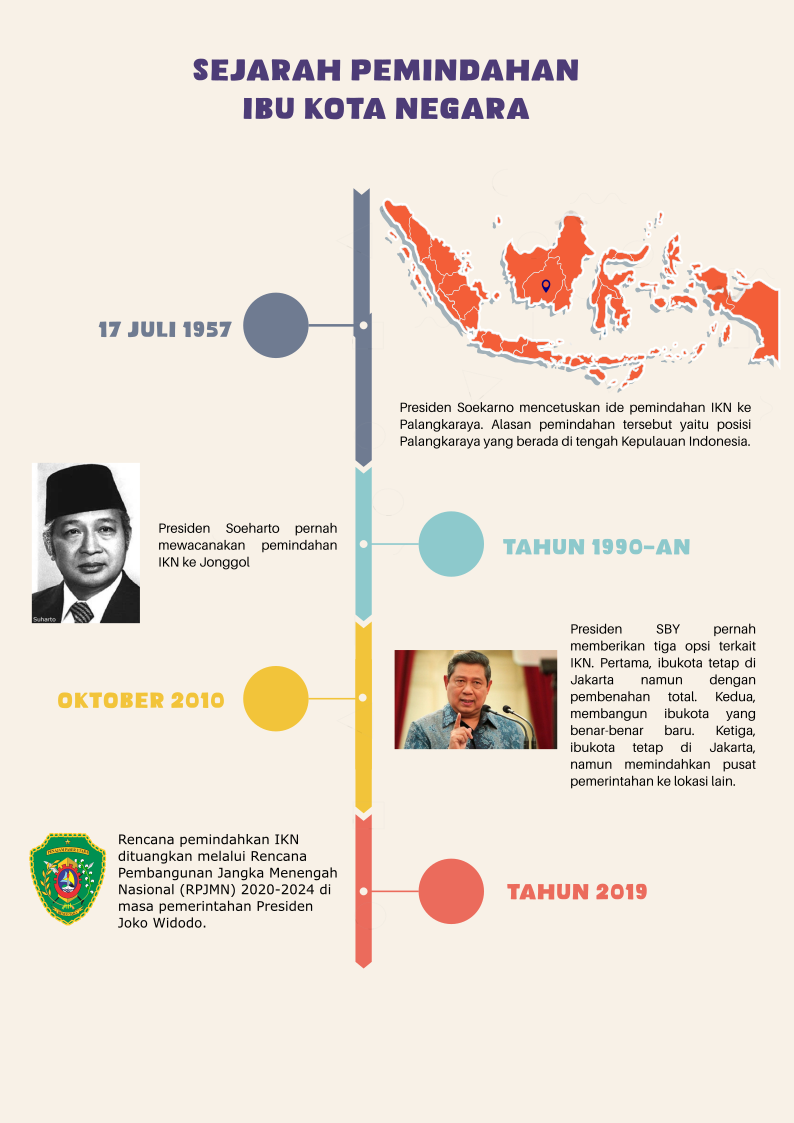 SEJARAH PEMINDAHAN
IBU KOTA NEGARA
17 JULI 1957
Presiden Soekarno mencetuskan ide pemindahan IKN ke
Palangkaraya. Alasan pemindahan tersebut yaitu posisi
Palangkaraya yang berada di tengah Kepulauan Indonesia.
Suharto
Presiden Soeharto pernah
mewacanakan pemindahan
IKN ke Jonggol
TAHUN 1990-AN
OKTOBER 2010
Presiden SBY pernah
memberikan tiga opsi terkait
IKN. Pertama, ibukota tetap di
Jakarta namun dengan
pembenahan total. Kedua,
membangun ibukota yang
benar-benar baru. Ketiga,
ibukota tetap di Jakarta,
namun memindahkan pusat
pemerintahan ke lokasi lain.
Rencana pemindahkan IKN
dituangkan melalui Rencana
Pembangunan Jangka Menengah
Nasional (RPJMN) 2020-2024 di
masa pemerintahan Presiden
Joko Widodo.
TAHUN 2019